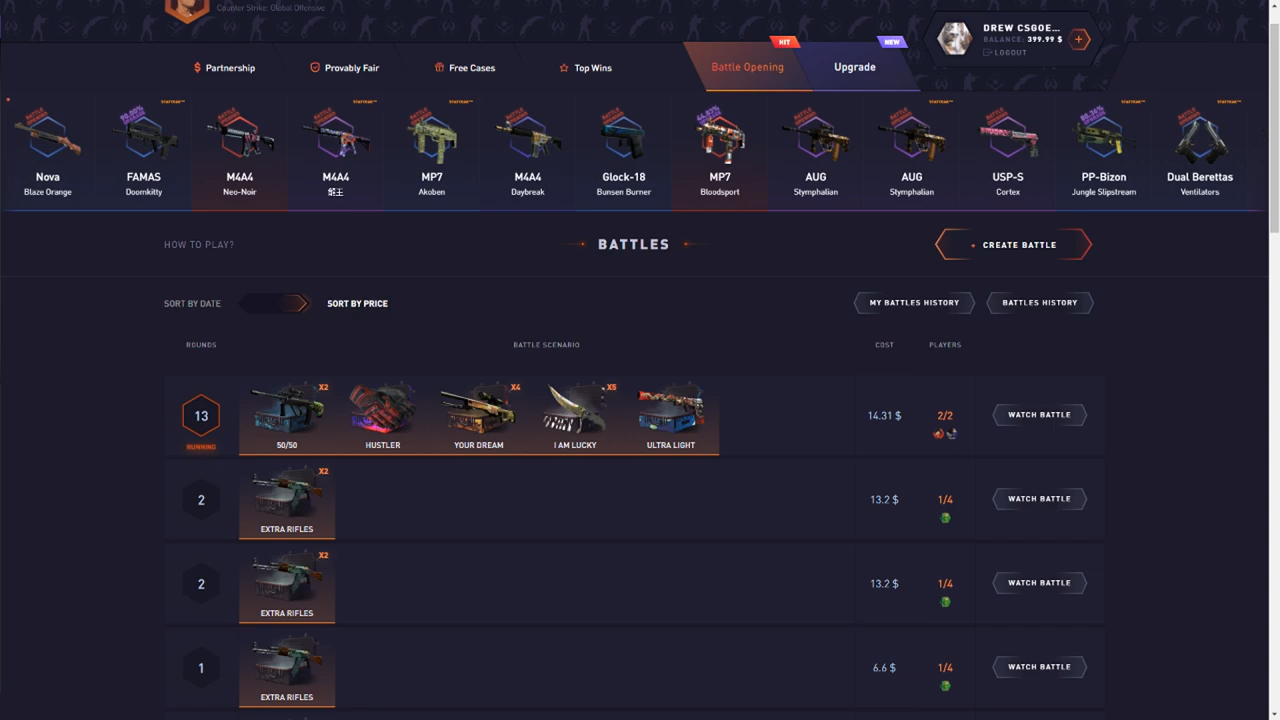 Counter Strike: Global Offensive
DREW CSGOE...
BALANCE: 399.99 $
LOGOUT
HIT
NEW
Partnership
Provably Fair
Free Cases
Top Wins
Battle Opening
Upgrade
Nova
Blaze Orange
FAMAS
Doomkitty
M4A4
Neo-Noir
M4A4
龍王
MP7
Akoben
M4A4
Daybreak
Glock-18
Bunsen Burner
MP7
Bloodsport
AUG
Stymphalian
AUG
Stymphalian
USP-S
Cortex
PP-Bizon
Jungle Slipstream
Dual Berettas
Ventilators
HOW TO PLAY?
BATTLES
+ CREATE BATTLE
SORT BY DATE
SORT BY PRICE
MY BATTLES HISTORY
BATTLES HISTORY
ROUNDS
BATTLE SCENARIO
COST
PLAYERS
13
RUNNING
X2
50/50
HUSTLER
X4
YOUR DREAM
X5
I AM LUCKY
ULTRA LIGHT
14.31 $
2/2
WATCH BATTLE
2
X2
EXTRA RIFLES
13.2 $
1/4
WATCH BATTLE
2
X2
EXTRA RIFLES
13.2 $
1/4
WATCH BATTLE
1
EXTRA RIFLES
6.6 $
1/4
WATCH BATTLE